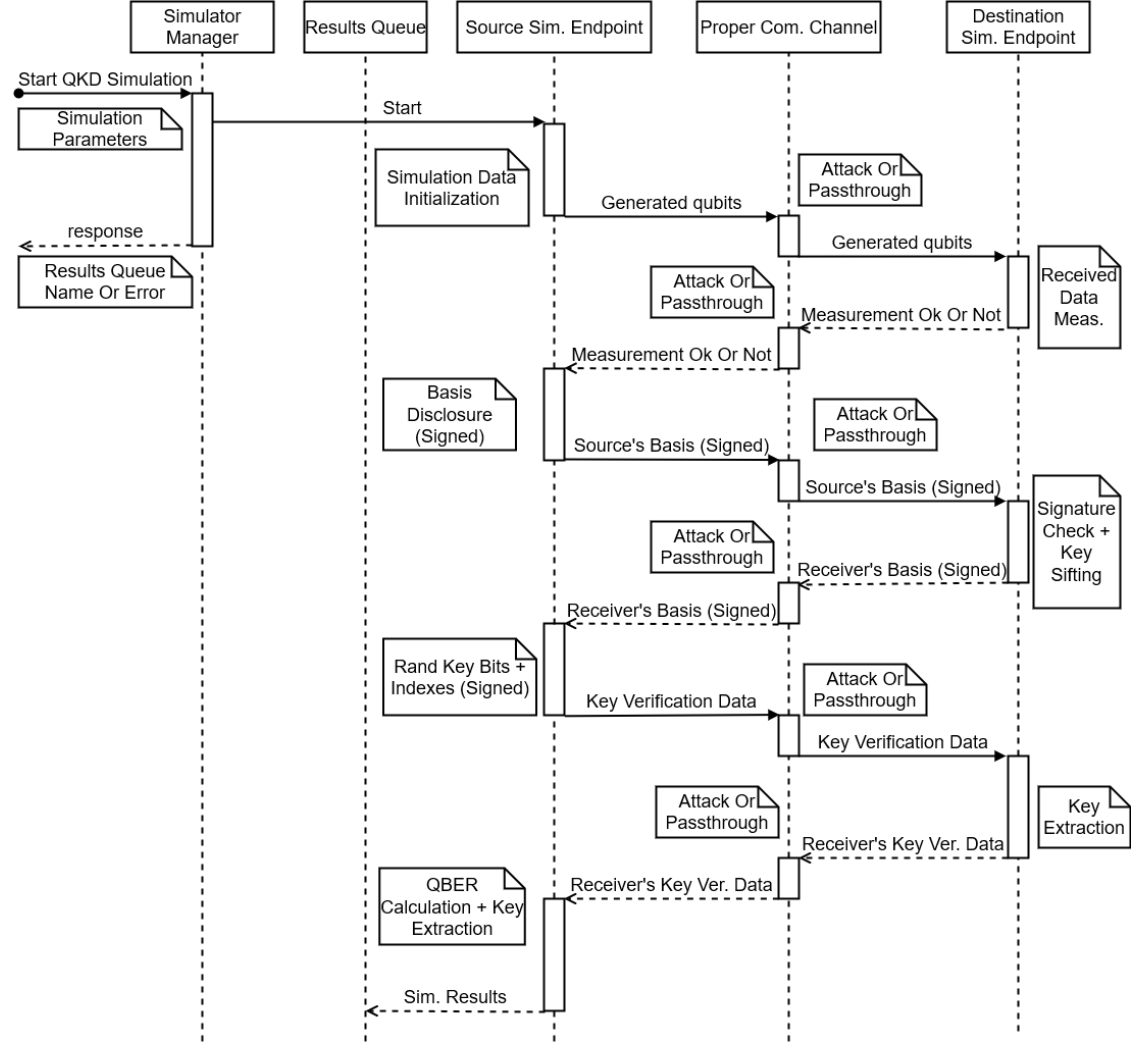 Simulator
Manager
Results Queue
Source Sim. Endpoint
Proper Com. Channel
Destination
Sim. Endpoint
Start QKD Simulation
Simulation
Parameters
Start
Simulation Data
Initialization
Attack Or
Passthrough
Generated qubits
response
Generated qubits
Results Queue
Name Or Error
Attack Or
Passthrough
Received
Data
Meas.
Measurement Ok Or Not
Measurement Ok Or Not
Basis
Disclosure
(Signed)
Attack Or
Passthrough
Source's Basis (Signed)
Source's Basis (Signed)
Signature
Check +
Key
Sifting
Attack Or
Passthrough
Receiver's Basis (Signed)
Receiver's Basis (Signed)
Rand Key Bits +
Indexes (Signed)
Attack Or
Passthrough
Key Verification Data
Key Verification Data
Attack Or
Passthrough
Key
Extraction
Receiver's Key Ver. Data
QBER
Calculation + Key
Extraction
Receiver's Key Ver. Data
Sim. Results